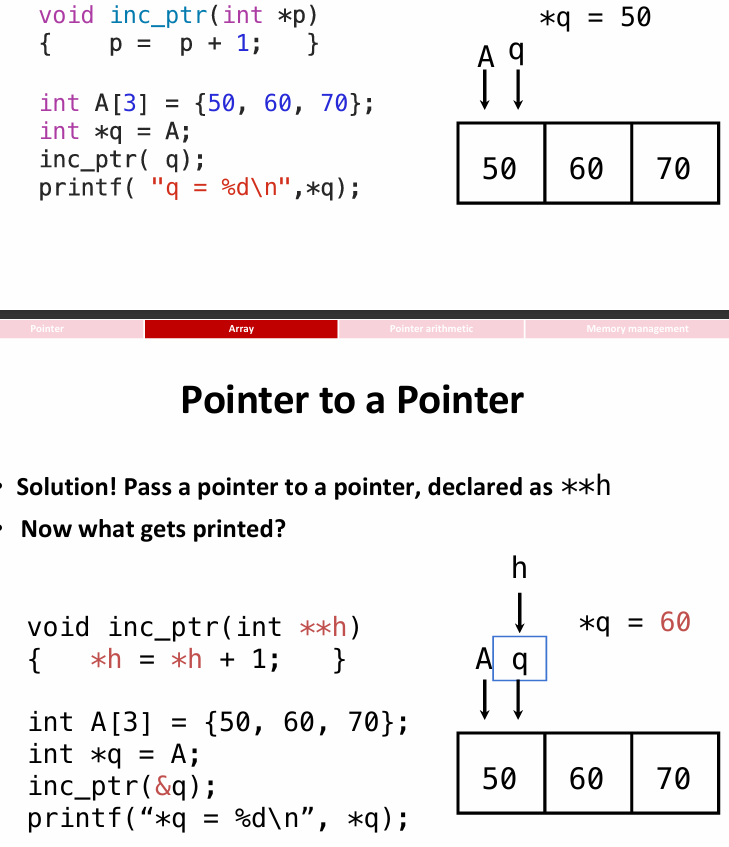 void inc_ptr(int *p)
{    p =  p + 1;   }
int A[3] = {50, 60, 70};
int *q = A;
inc_ptr( q);
printf( "q = %d\n",*q);
*q = 50
A q
50 60 70
Pointer Array Pointer arithmetic Memory management
Pointer to a Pointer
• Solution! Pass a pointer to a pointer, declared as **h
• Now what gets printed?
void inc_ptr(int **h)
{   *h = *h + 1;   }
int A[3] = {50, 60, 70};
int *q = A;
inc_ptr(&q);
printf(“*q = %d\n”, *q);
h
*q = 60
A q
50 60 70